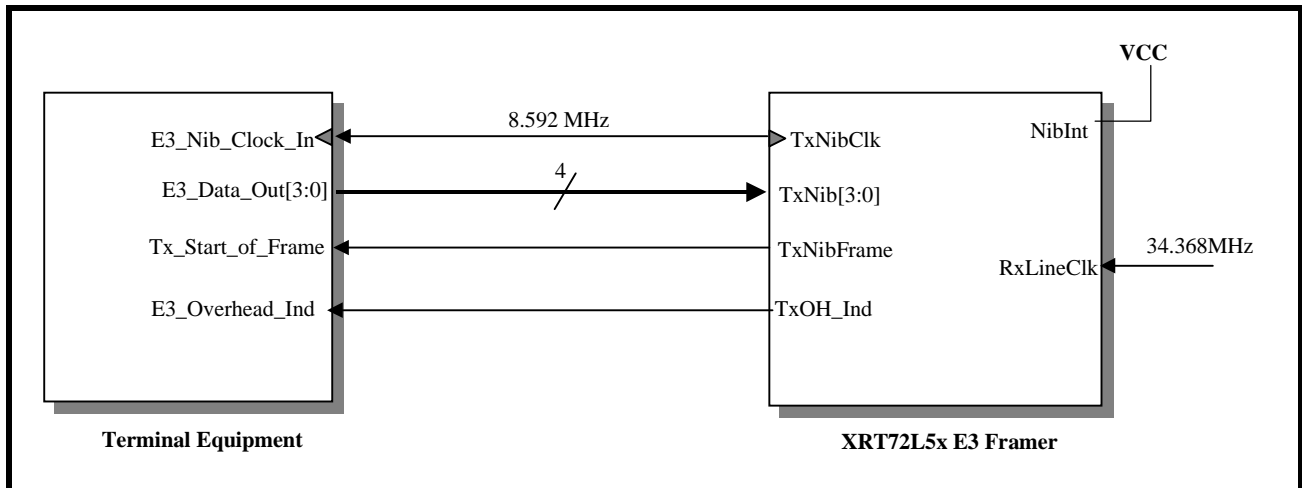 VCC
8.592 MHz
E3_Nib_Clock_In
TxNibClk
NibInt
4
E3_Data_Out[3:0]
TxNib[3:0]
Tx_Start_of_Frame
TxNibFrame
34.368MHz
RxLineClk
E3_Overhead_Ind
TxOH_Ind
Terminal Equipment
XRT72L5x E3 Framer